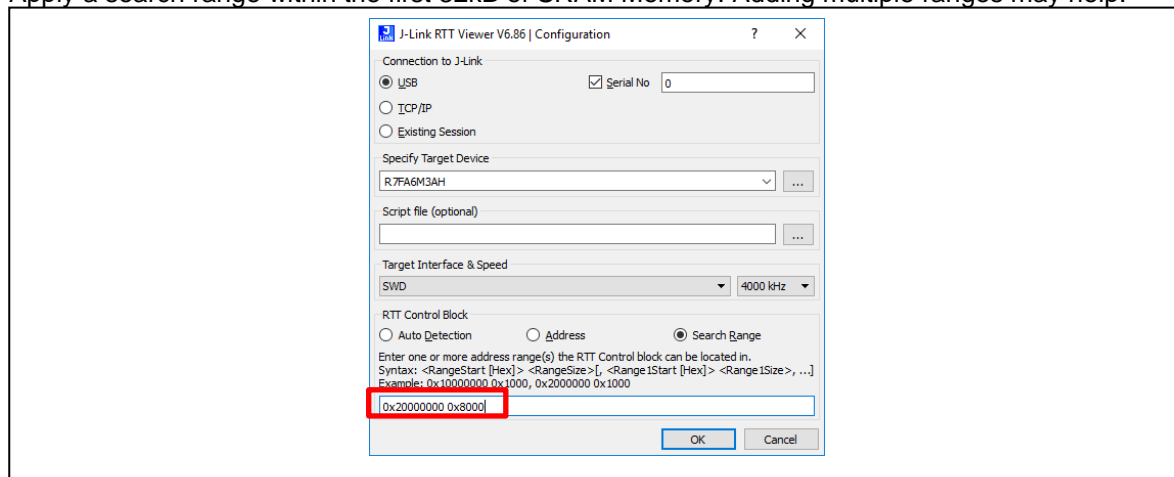 Apply a search range within the first 32kB of SRAM Memory. Adding multiple ranges may help.
J-Link RTT Viewer V6.86 | Configuration ? ×
Connection to J-Link
USB Serial No 0
TCP/IP
Existing Session
Specify Target Device
R7FA6M3AH ...
Script file (optional)
...
Target Interface & Speed
SWD 4000 kHz
RTT Control Block
Auto Detection Address Search Range
Enter one or more address range(s) the RTT Control block can be located in.
Syntax: <RangeStart [Hex]> <RangeSize>[, <Range1Start [Hex]> <Range1Size>, ...]
Example: 0x10000000 0x1000, 0x2000000 0x1000
0x20000000 0x8000
OK Cancel